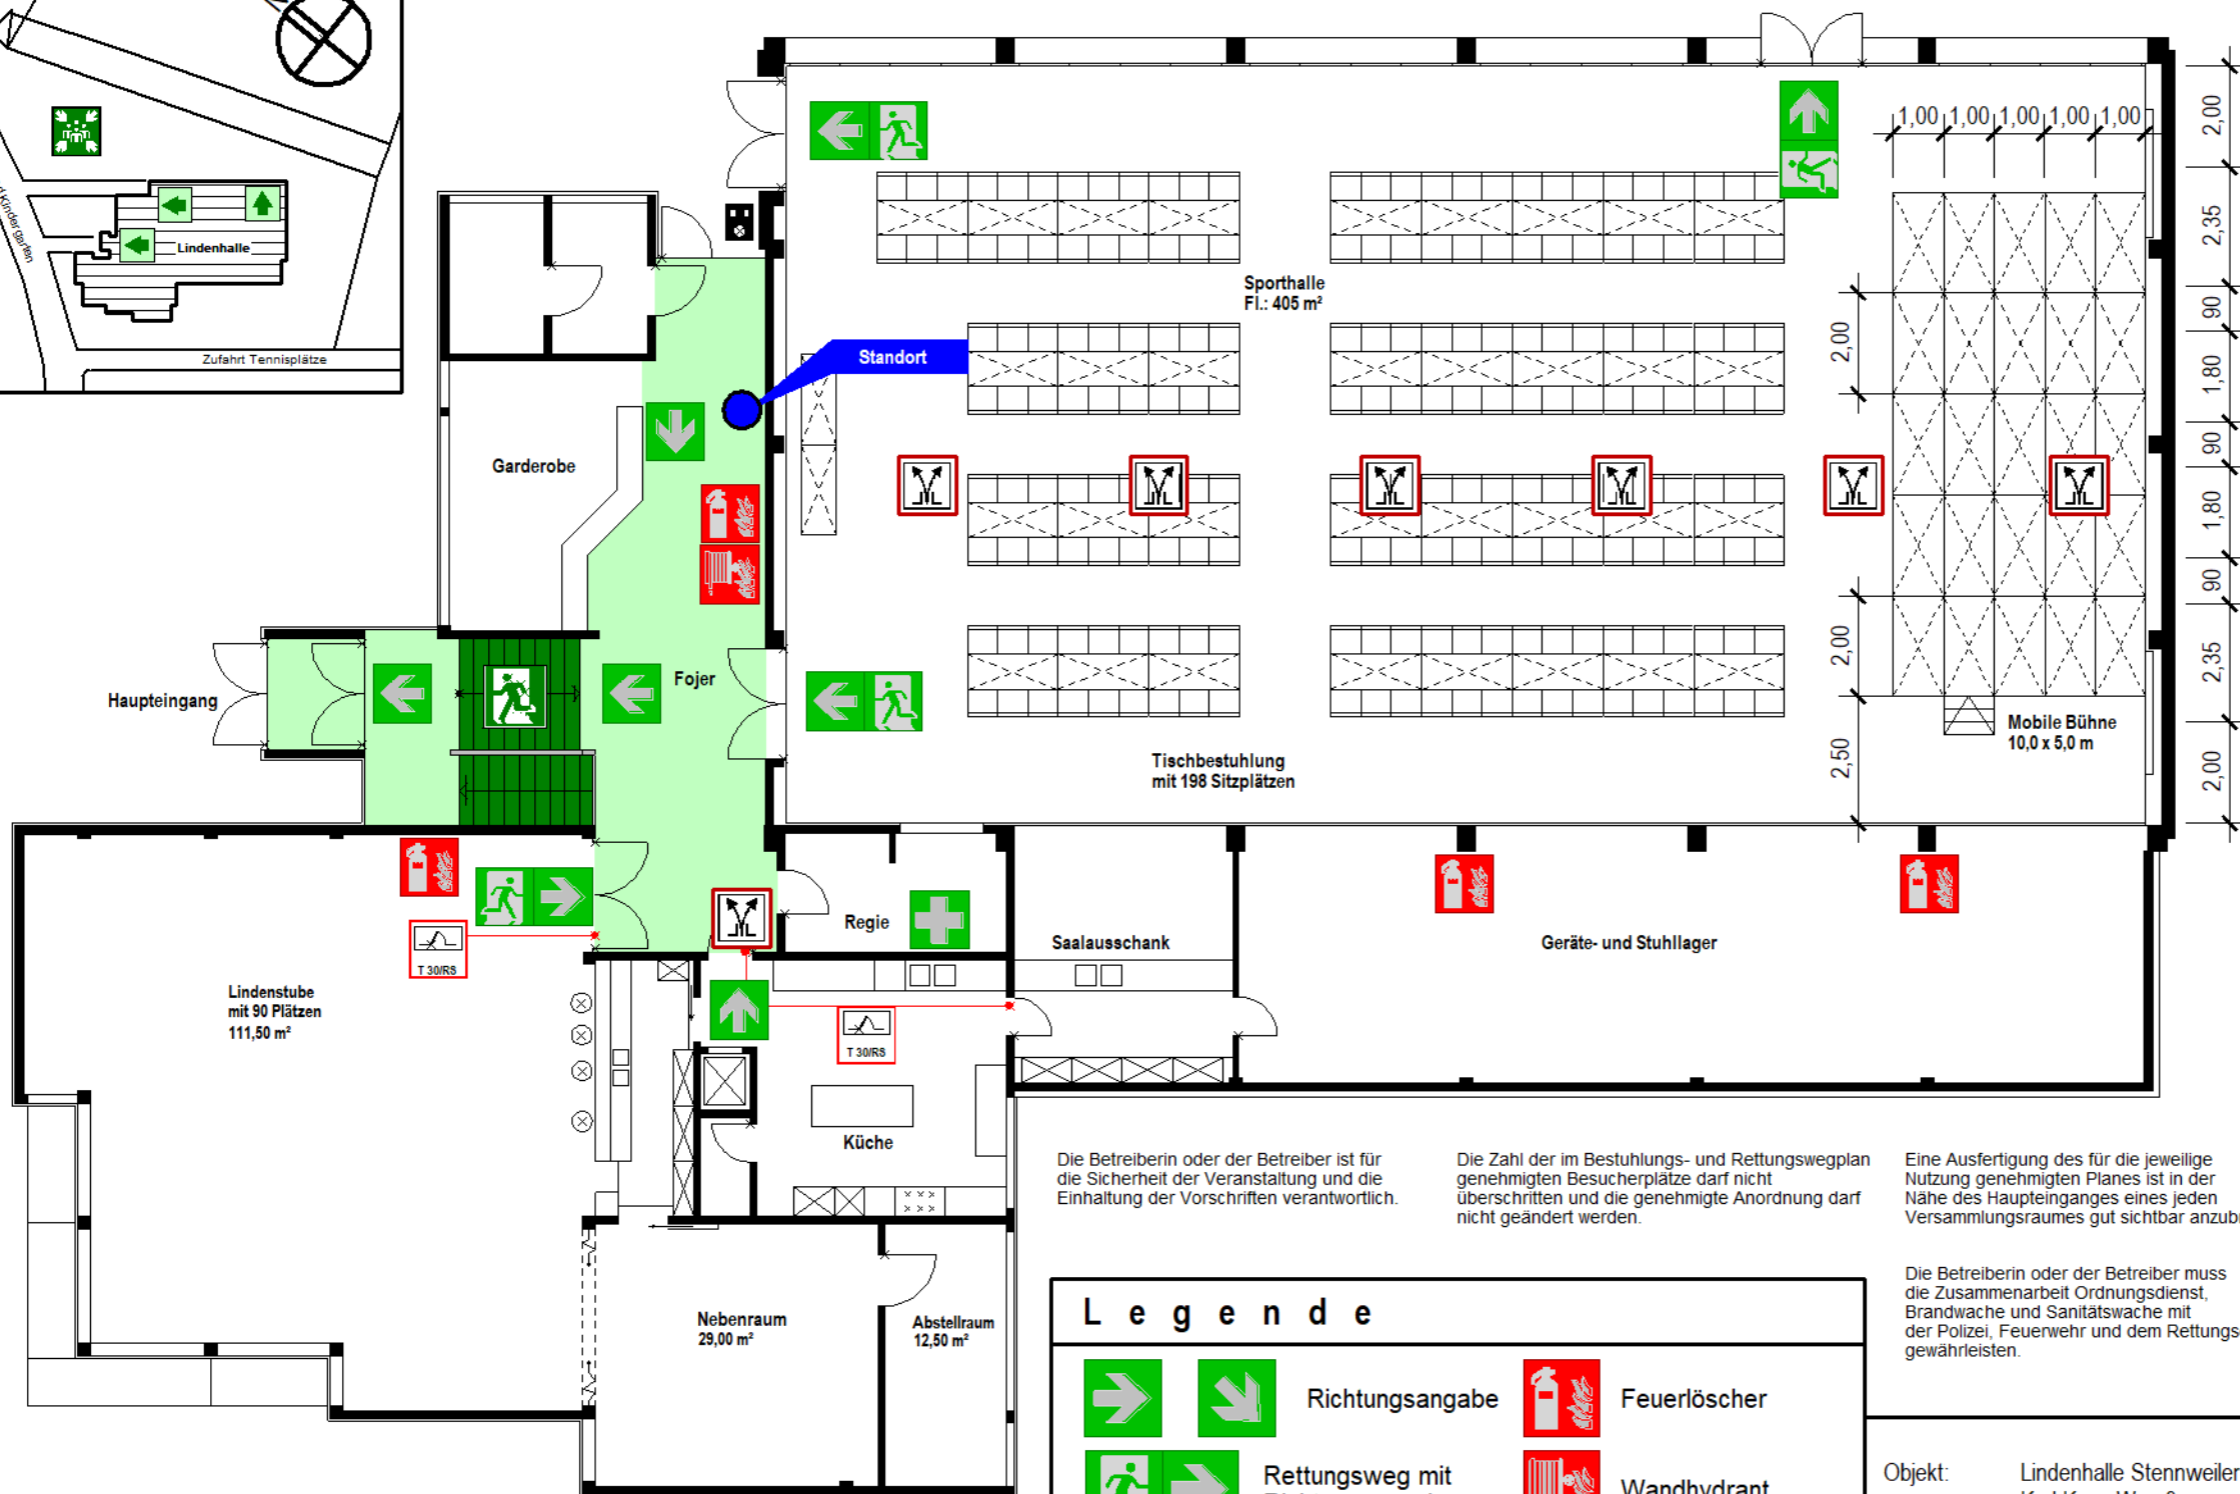 Lindenhalle
Zufahrt Tennisplätze
1,00 1,00 1,00 1,00 1,00
2,00
2,35
90
1,80
90
1,80
90
2,35
2,00
2,00
2,00
2,50
Sporthalle
Fl.: 405 m²
Standort
Garderobe
Haupteingang
Fojer
Tischbestuhlung
mit 198 Sitzplätzen
Mobile Bühne
10,0 x 5,0 m
Regie
Saalausschank
Geräte- und Stuhllager
T 30/RS
Lindenstube
mit 90 Plätzen
111,50 m²
T 30/RS
Küche
Nebenraum
29,00 m²
Abstellraum
12,50 m²
Die Betreiberin oder der Betreiber ist für
die Sicherheit der Veranstaltung und die
Einhaltung der Vorschriften verantwortlich.
Die Zahl der im Bestuhlungs- und Rettungswegplan
genehmigten Besucherplätze darf nicht
überschritten und die genehmigte Anordnung darf
nicht geändert werden.
Eine Ausfertigung des für die jeweilige
Nutzung genehmigten Planes ist in der
Nähe des Haupteinganges eines jeden
Versammlungsraumes gut sichtbar
Die Betreiberin oder der Betreiber muss
die Zusammenarbeit Ordnungsdienst,
Brandwache und Sanitätswache mit
der Polizei, Feuerwehr und dem
gewährleisten.
Legende
Richtungsangabe
Feuerlöscher
Rettungsweg mit
Wandhydrant
Objekt: Lindenhalle Stennweiler